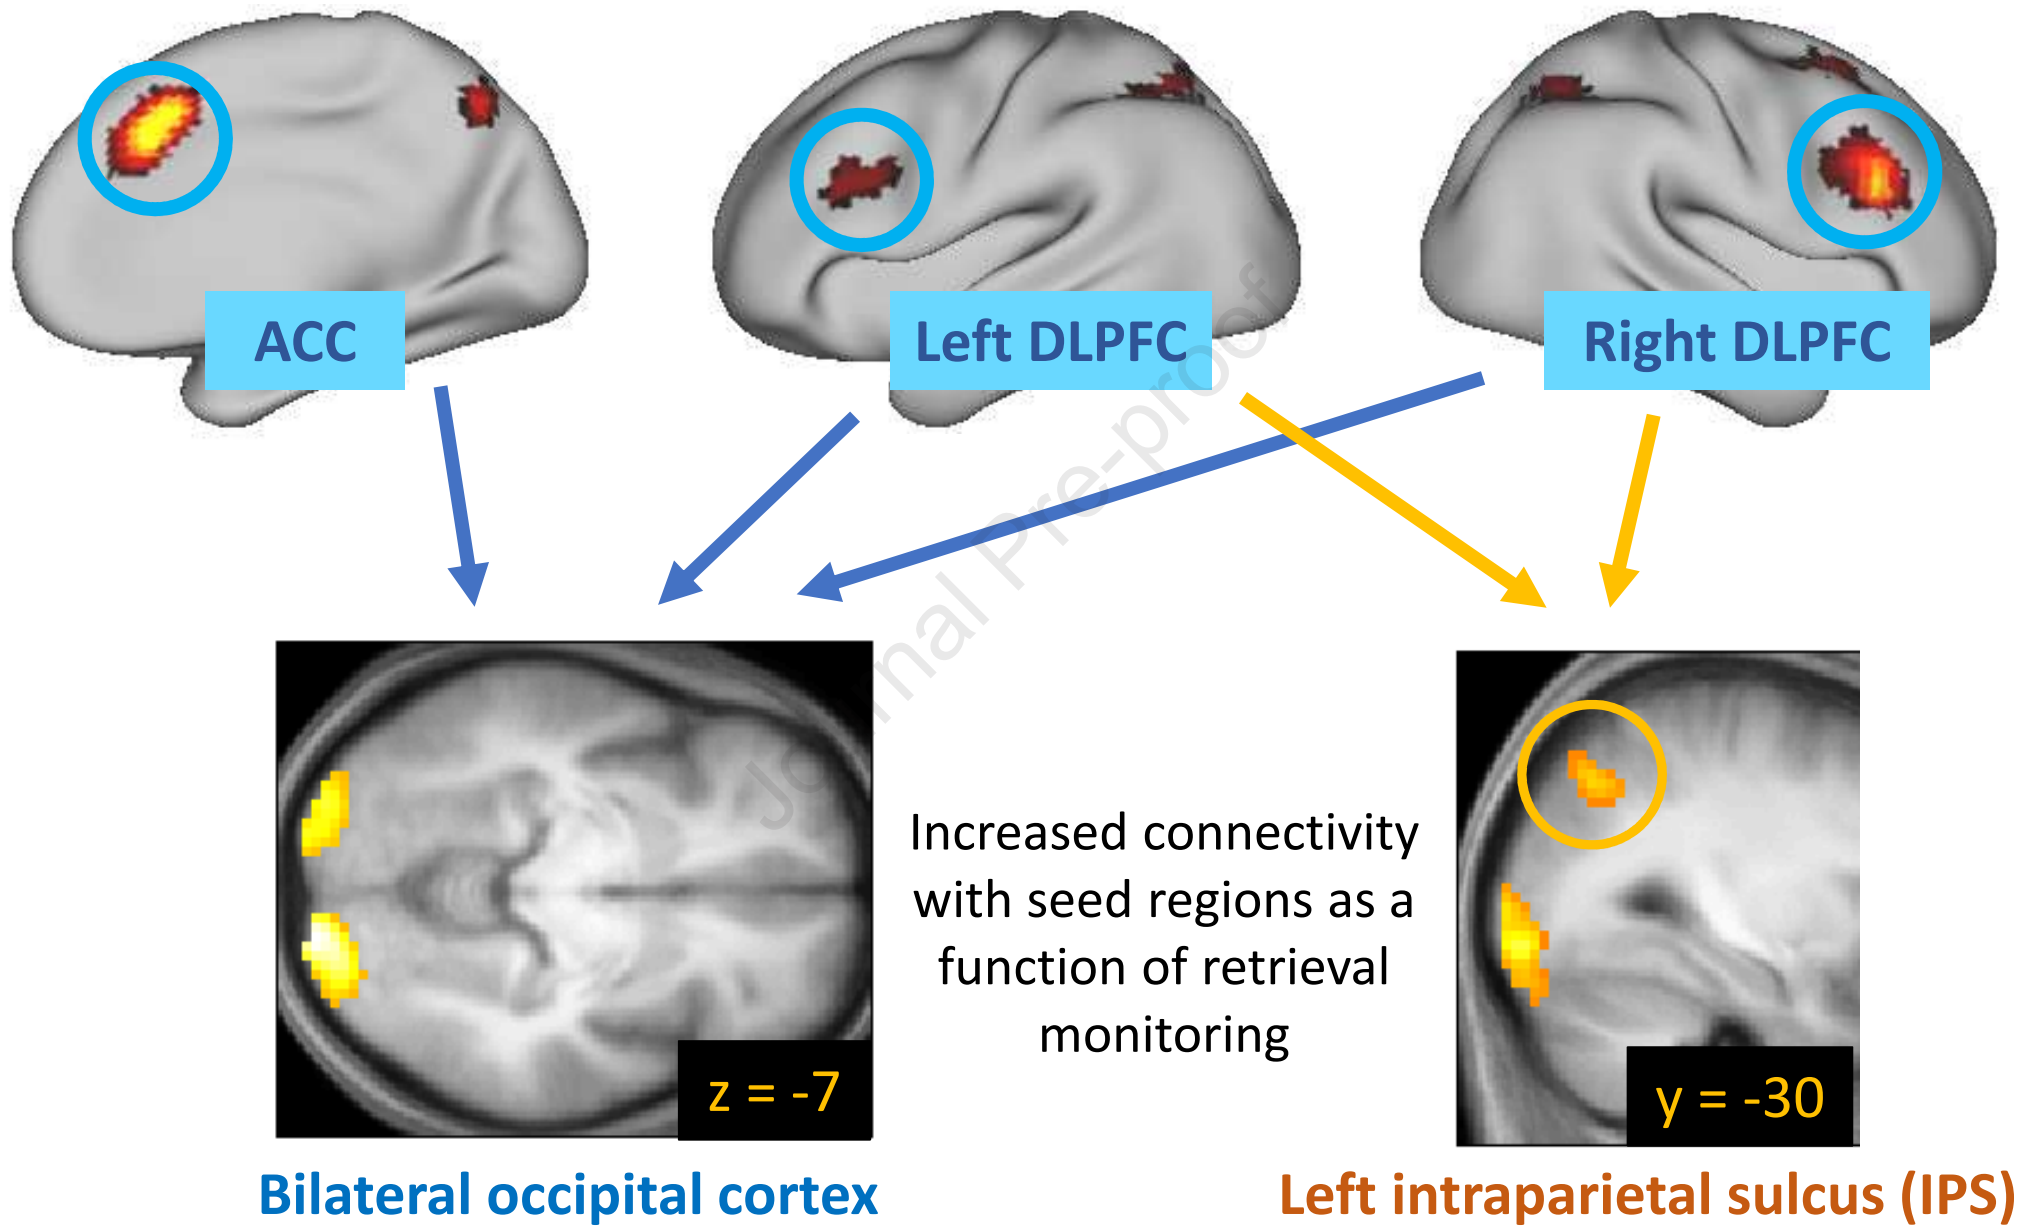 ACC
Left DLPFC
Right DLPFC
Journal Pre-proof
Increased connectivity
with seed regions as a
function of retrieval
monitoring
z = -7
y = -30
Bilateral occipital cortex
Left intraparietal sulcus (IPS)